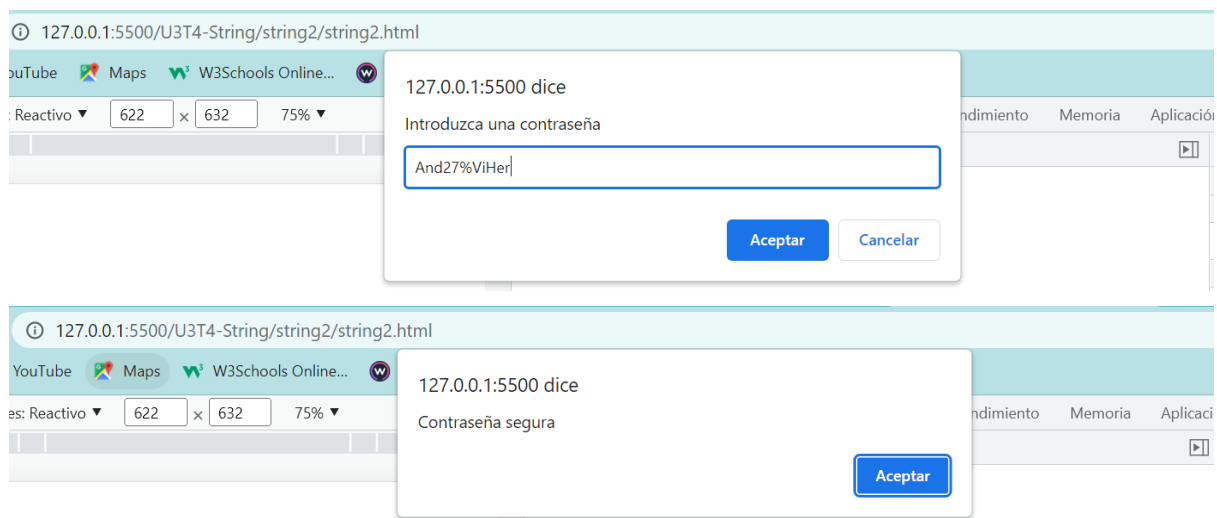 127.0.0.1:5500/U3T4-String/string2/string2.html
ouTube Maps W3Schools Online... W
127.0.0.1:5500 dice
: Reactivo ▼ 622 × 632 75% ▼
Introduzca una contraseña
ndimiento Memoria Aplicación
And27%ViHer
Aceptar Cancelar
127.0.0.1:5500/U3T4-String/string2/string2.html
YouTube Maps W3Schools Online... W
127.0.0.1:5500 dice
es: Reactivo ▼ 622 × 632 75% ▼
Contraseña segura
ndimiento Memoria Aplicaci
Aceptar